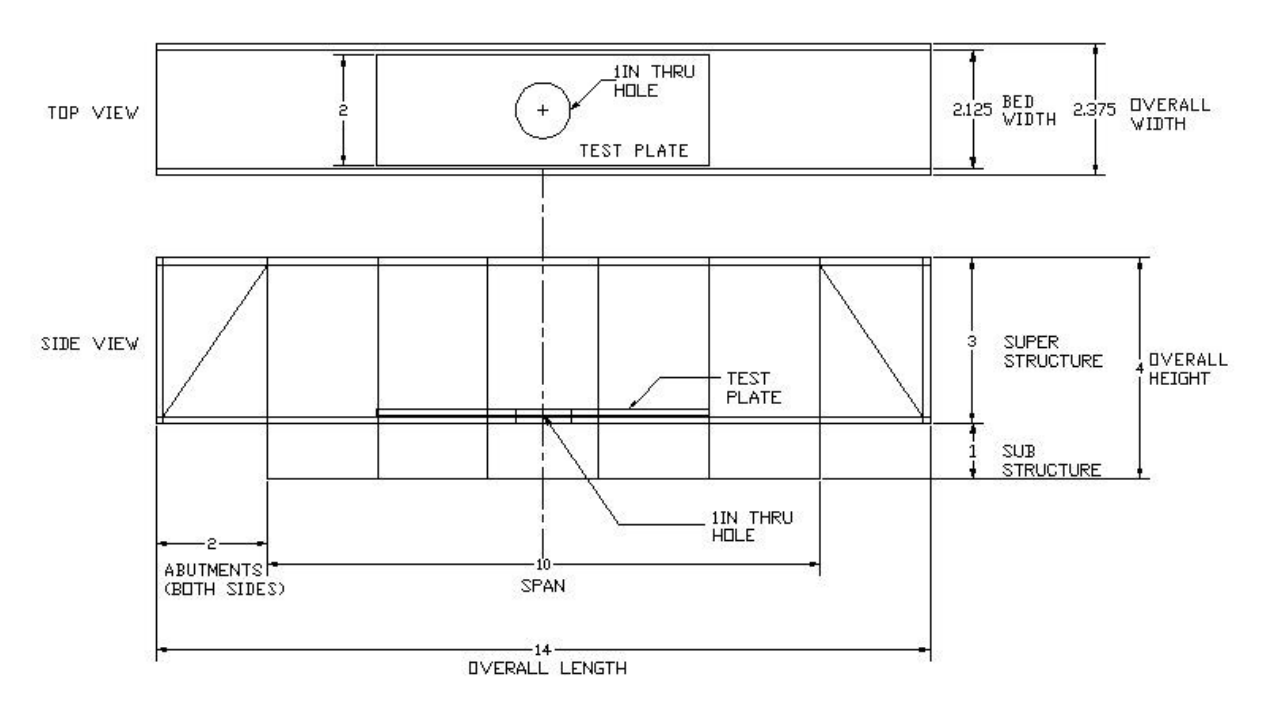 TOP VIEW
2
1IN THRU
HOLE
TEST PLATE
2.125
BED
WIDTH
2.375
OVERALL
WIDTH
SIDE VIEW
TEST
PLATE
3
SUPER
STRUCTURE
4
OVERALL
HEIGHT
1
SUB
STRUCTURE
1IN THRU
HOLE
2
ABUTMENTS
(BOTH SIDES)
10
SPAN
14
OVERALL LENGTH